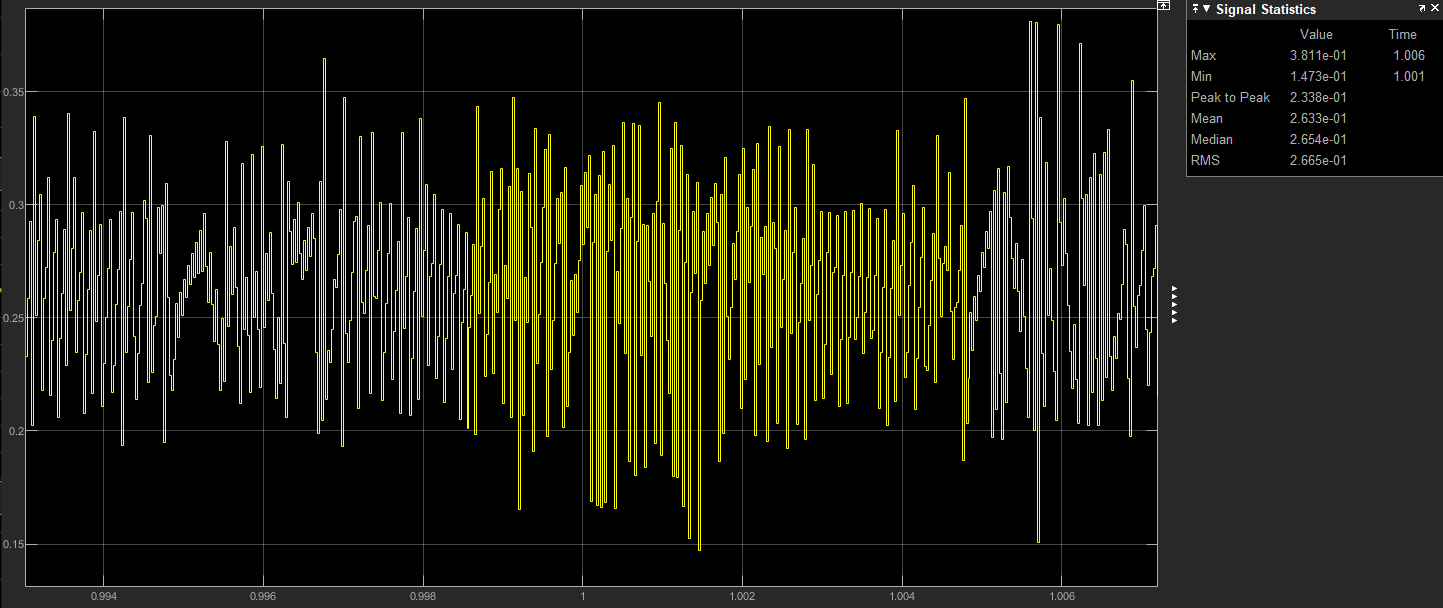 Signal Statistics
Value Time
Max 3.811e-01 1.006
Min 1.473e-01 1.001
Peak to Peak 2.338e-01
Mean 2.633e-01
Median 2.654e-01
RMS 2.665e-01
0.35
0.3
0.25
0.2
0.15
0.994 0.996 0.998 1 1.002 1.004 1.006